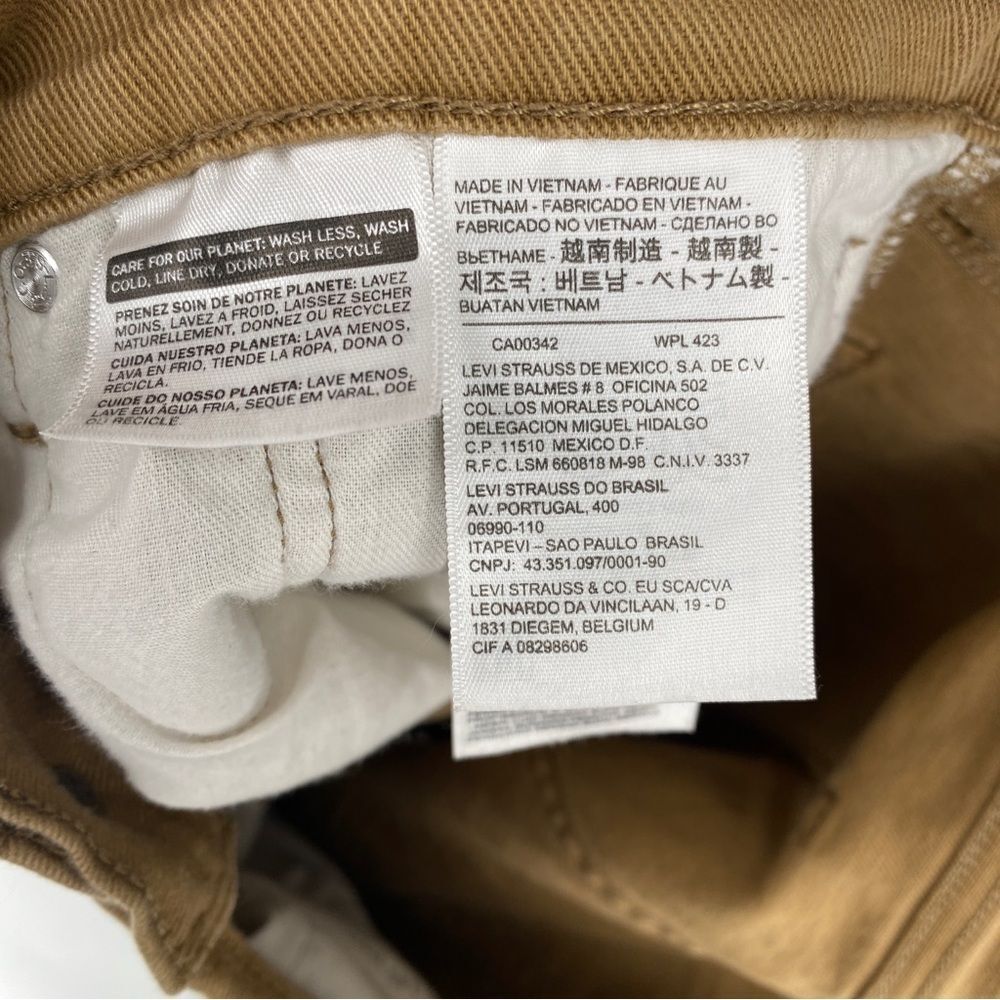 CARE FOR OUR PLANET: WASH LESS, WASH
COLD, LINE DRY, DONATE OR RECYCLE
PRENEZ SOIN DE NOTRE PLANETE: LAVEZ
MOINS, LAVEZ A FROID, LAISSEZ SECHER
NATURELLEMENT, DONNEZ OU RECYCLEZ
CUIDA NUESTRO PLANETA: LAVA MENOS,
LAVA EN FRIO, TIENDE LA ROPA, DONA O
RECICLA.
CUIDE DO NOSSO PLANETA: LAVE MENOS,
LAVE EM ÁGUA FRIA, SEQUE EM VARAL, DOE
OU RECICLE.
MADE IN VIETNAM - FABRIQUE AU
VIETNAM - FABRICADO EN VIETNAM -
FABRICADO NO VIETNAM - СДЕЛАНО ВО
ВЬЕТНАМЕ - 越南制造 - 越南製 -
제조국 : 베트남 - ベトナム製 -
BUATAN VIETNAM
CA00342 WPL 423
LEVI STRAUSS DE MEXICO, S.A. DE C.V.
JAIME BALMES # 8 OFICINA 502
COL. LOS MORALES POLANCO
DELEGACION MIGUEL HIDALGO
C.P. 11510 MEXICO D.F.
R.F.C. LSM 660818 M-98 C.N.I.V. 3337
LEVI STRAUSS DO BRASIL
AV. PORTUGAL, 400
06990-110
ITAPEVI – SAO PAULO BRASIL
CNPJ: 43.351.097/0001-90
LEVI STRAUSS & CO. EU SCA/CVA
LEONARDO DA VINCILAAN, 19 - D
1831 DIEGEM, BELGIUM
CIF A 08298606